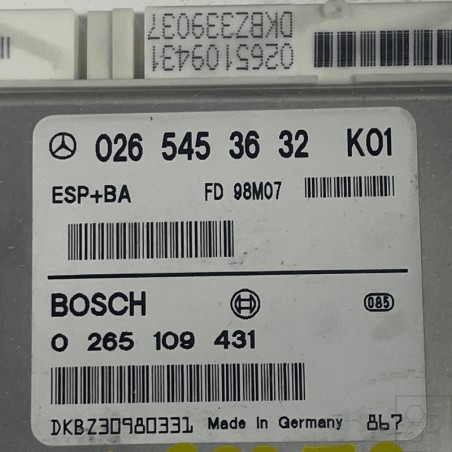 DKBZ339037
0265109431
026 545 36 32 K01
ESP+BA FD 98M07
BOSCH 085
0 265 109 431
DKBZ30980331 Made in Germany 867